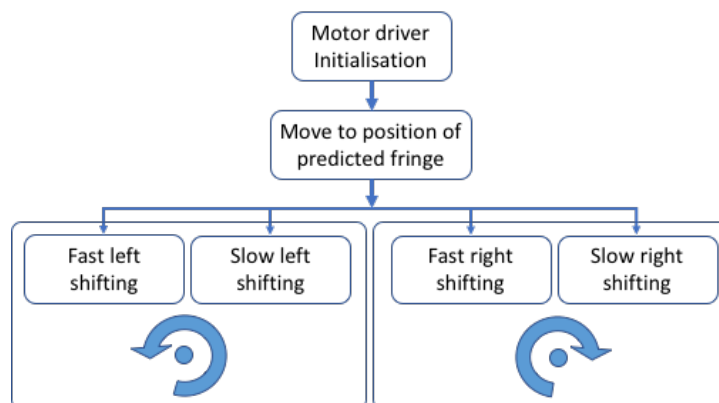 Motor driver
Initialisation
Move to position of
predicted fringe
Fast left
shifting
Slow left
shifting
Fast right
shifting
Slow right
shifting